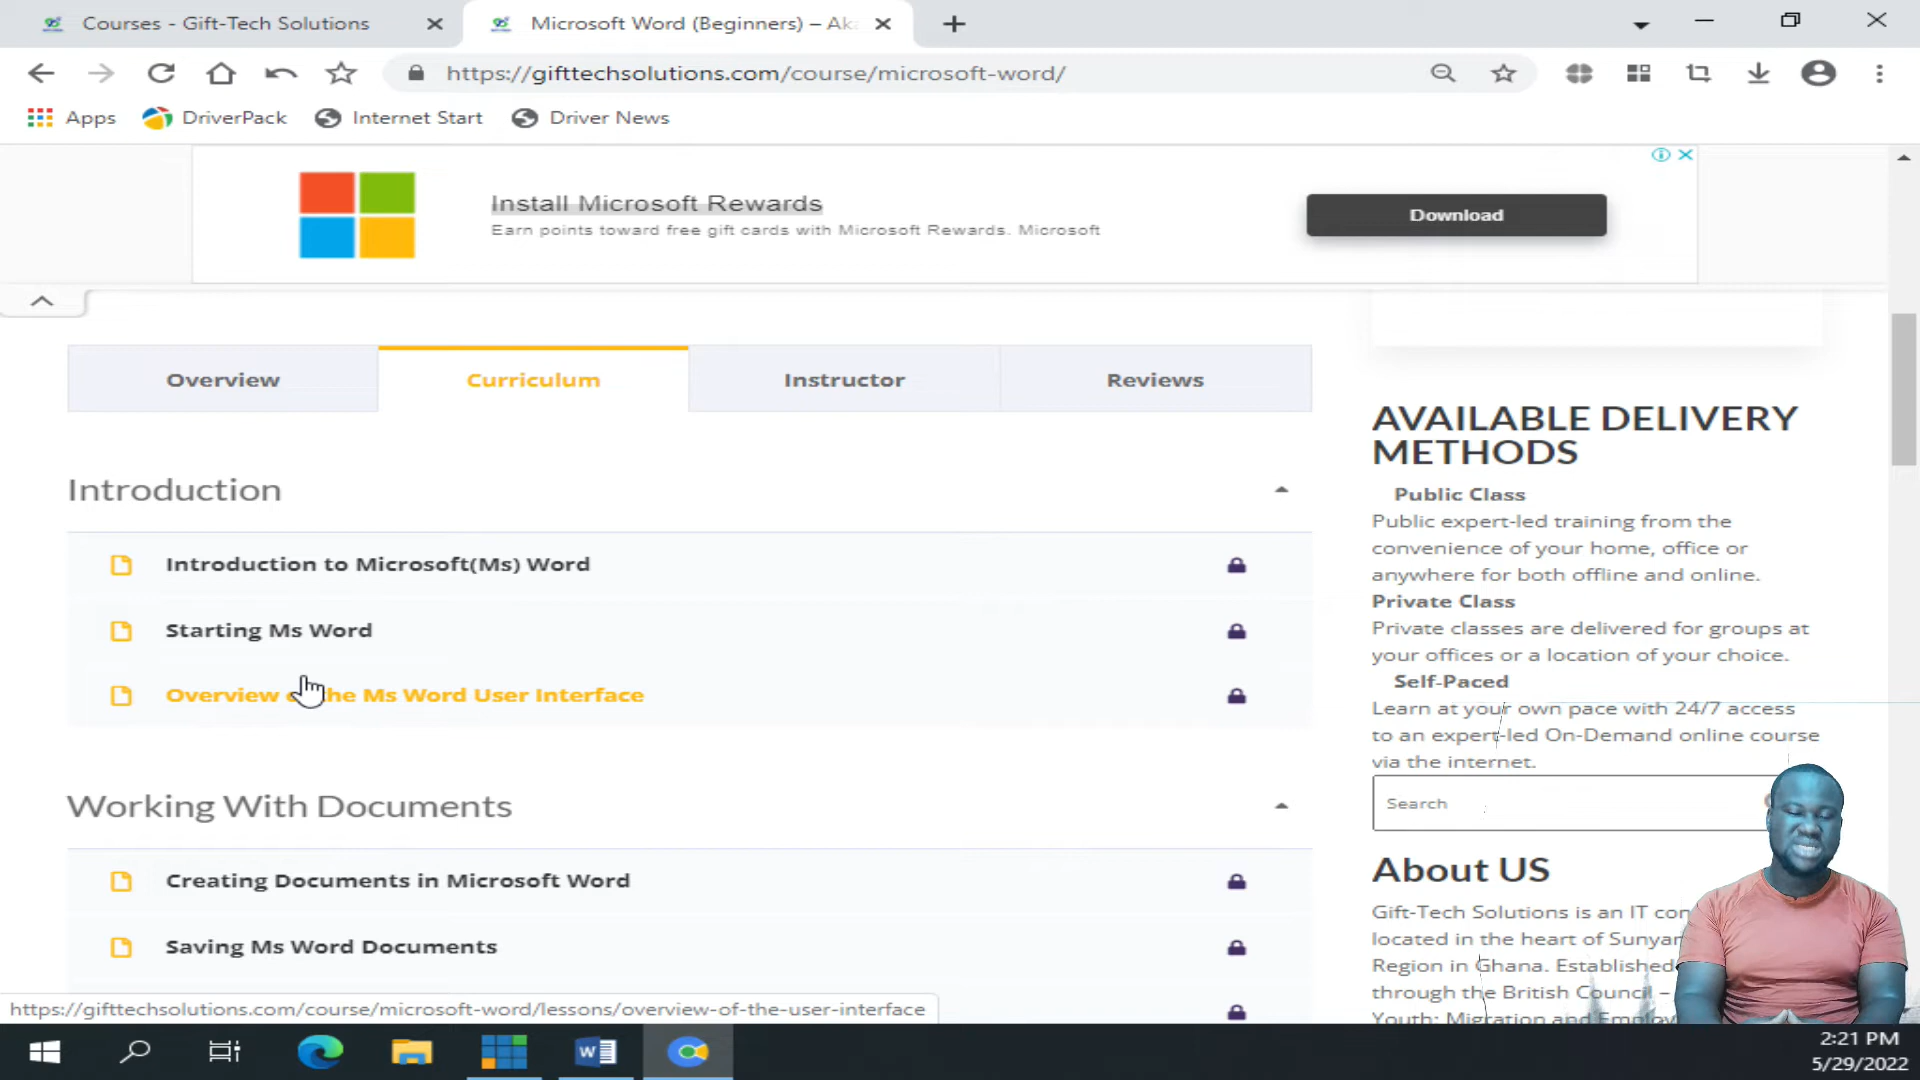 Courses - Gift-Tech Solutions
Microsoft Word (Beginners) – Aka
https://gifttechsolutions.com/course/microsoft-word/
Apps
DriverPack
Internet Start
Driver News
Install Microsoft Rewards
Earn points toward free gift cards with Microsoft Rewards. Microsoft
Download
Overview
Curriculum
Instructor
Reviews
Introduction
Introduction to Microsoft(Ms) Word
Starting Ms Word
Overview the Ms Word User Interface
Working With Documents
Creating Documents in Microsoft Word
Saving Ms Word Documents
AVAILABLE DELIVERY
METHODS
Public Class
Public expert-led training from the
convenience of your home, office or
anywhere for both offline and online.
Private Class
Private classes are delivered for groups at
your offices or a location of your choice.
Self-Paced
Learn at your own pace with 24/7 access
to an expert-led On-Demand online course
via the internet.
Search
About US
Gift-Tech Solutions is an IT
located in the heart of
Region in Ghana. Established
through the British Council –
Youth: Migration and
https://gifttechsolutions.com/course/microsoft-word/lessons/overview-of-the-user-interface
2:21 PM
5/29/2022